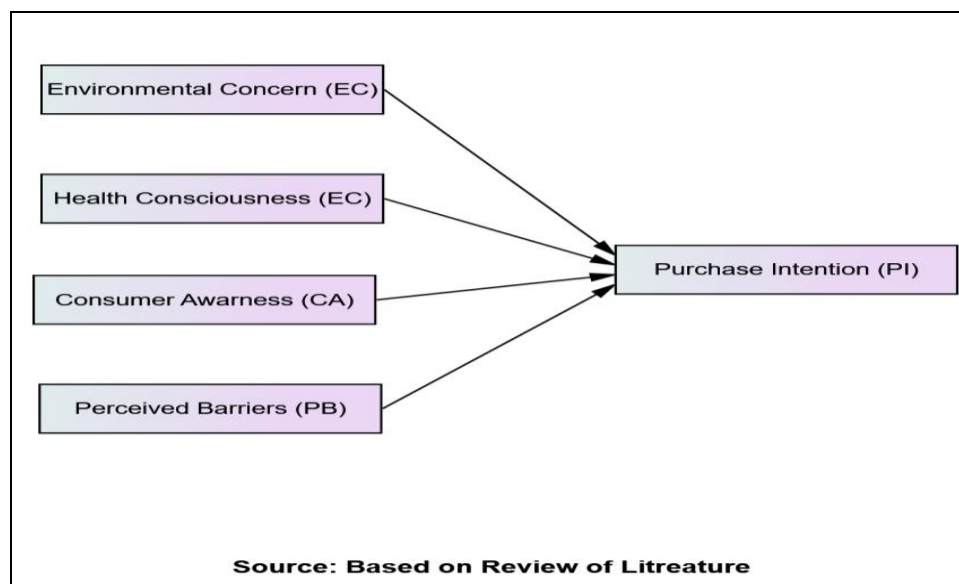 Environmental Concern (EC)
Health Consciousness (EC)
Consumer Awarness (CA)
Perceived Barriers (PB)
Purchase Intention (PI)
Source: Based on Review of Litreature